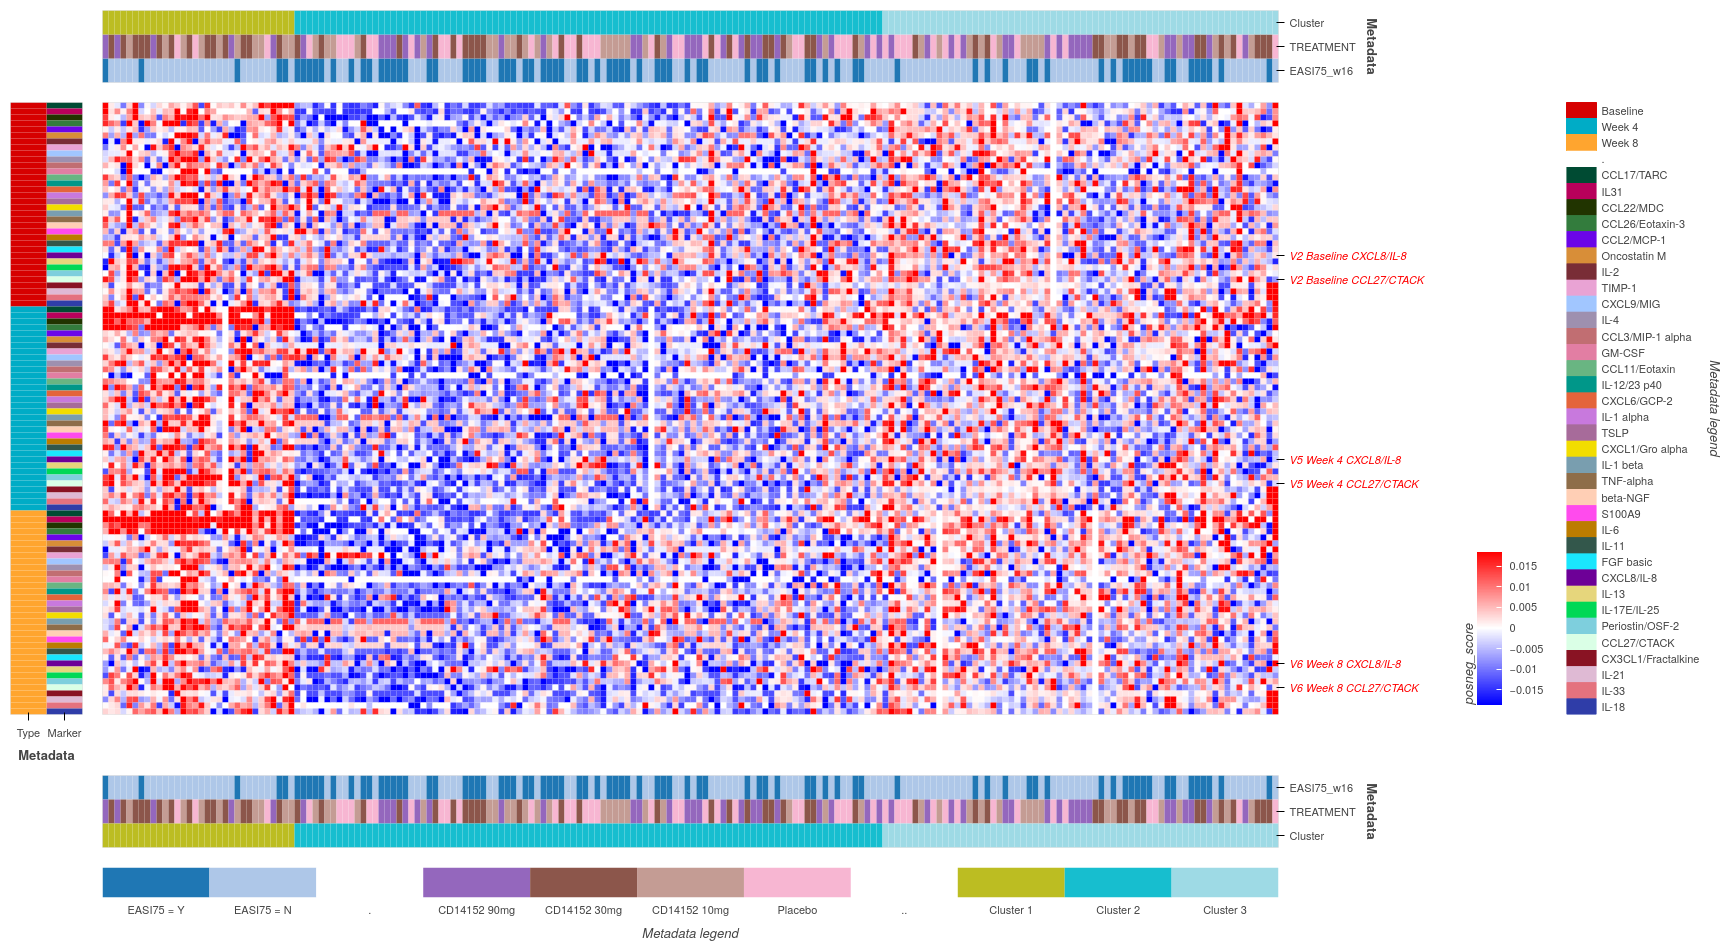 Cluster
TREATMENT
EASI75_w16
Metadata
V2 Baseline CXCL8/IL-8
V2 Baseline CCL27/CTACK
V5 Week 4 CXCL8/IL-8
V5 Week 4 CCL27/CTACK
V6 Week 8 CXCL8/IL-8
V6 Week 8 CCL27/CTACK
posneg_score
0.015
0.01
0.005
0
−0.005
−0.01
−0.015
Baseline
Week 4
Week 8
.
CCL17/TARC
IL31
CCL22/MDC
CCL26/Eotaxin-3
CCL2/MCP-1
Oncostatin M
IL-2
TIMP-1
CXCL9/MIG
IL-4
CCL3/MIP-1 alpha
GM-CSF
CCL11/Eotaxin
IL-12/23 p40
CXCL6/GCP-2
IL-1 alpha
TSLP
CXCL1/Gro alpha
IL-1 beta
TNF-alpha
beta-NGF
S100A9
IL-6
IL-11
FGF basic
CXCL8/IL-8
IL-13
IL-17E/IL-25
Periostin/OSF-2
CCL27/CTACK
CX3CL1/Fractalkine
IL-21
IL-33
IL-18
Metadata legend
Type Marker
Metadata
EASI75_w16
TREATMENT
Cluster
Metadata
EASI75 = Y EASI75 = N . CD14152 90mg CD14152 30mg CD14152 10mg Placebo .. Cluster 1 Cluster 2 Cluster 3
Metadata legend